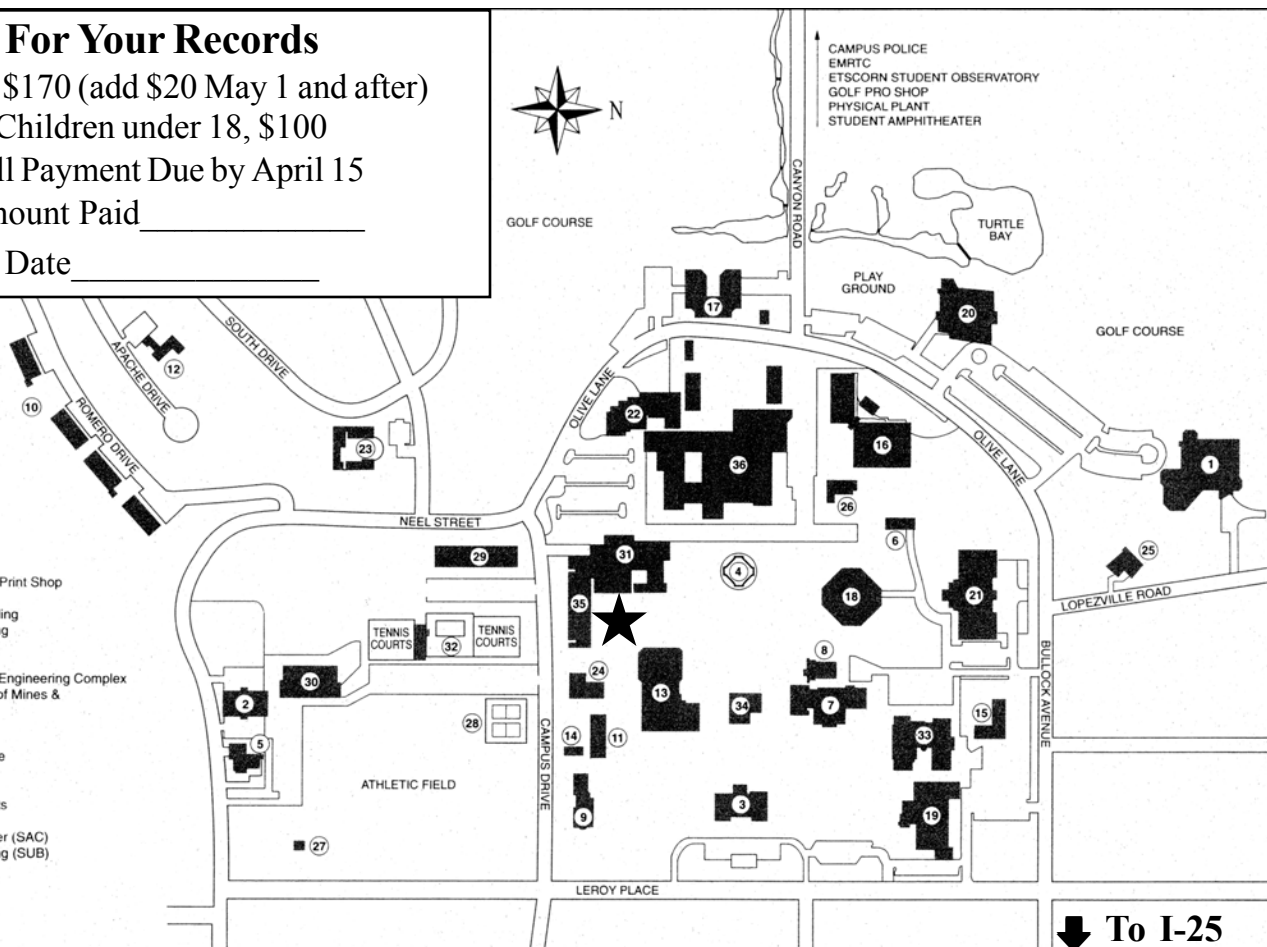 For Your Records
$170 (add $20 May 1 and after)
Children under 18, $100
Payment Due by April 15
Paid______________
Date________________
CAMPUS POLICE
EMRTC
ETSCORN STUDENT OBSERVATORY
GOLF PRO SHOP
PHYSICAL PLANT
STUDENT AMPHITHEATER
N
GOLF COURSE
CANYON ROAD
TURTLE
BAY
PLAY
GROUND
GOLF COURSE
17
20
SOUTH DRIVE
APACHE DRIVE
12
10
ROMERO DRIVE
23
OLIVE LANE
22
36
16
OLIVE LANE
1
26
NEEL STREET
6
29
31
4
25
Print Shop
35
18
21
LOPEZVILLE ROAD
TENNIS
COURTS
32
TENNIS
COURTS
8
BULLOCK AVENUE
Engineering Complex
of Mines &
30
24
13
2
34
7
15
28
5
14
11
33
CAMPUS DRIVE
ATHLETIC FIELD
3
9
19
(SAC)
(SUB)
27
LEROY PLACE
To I-25